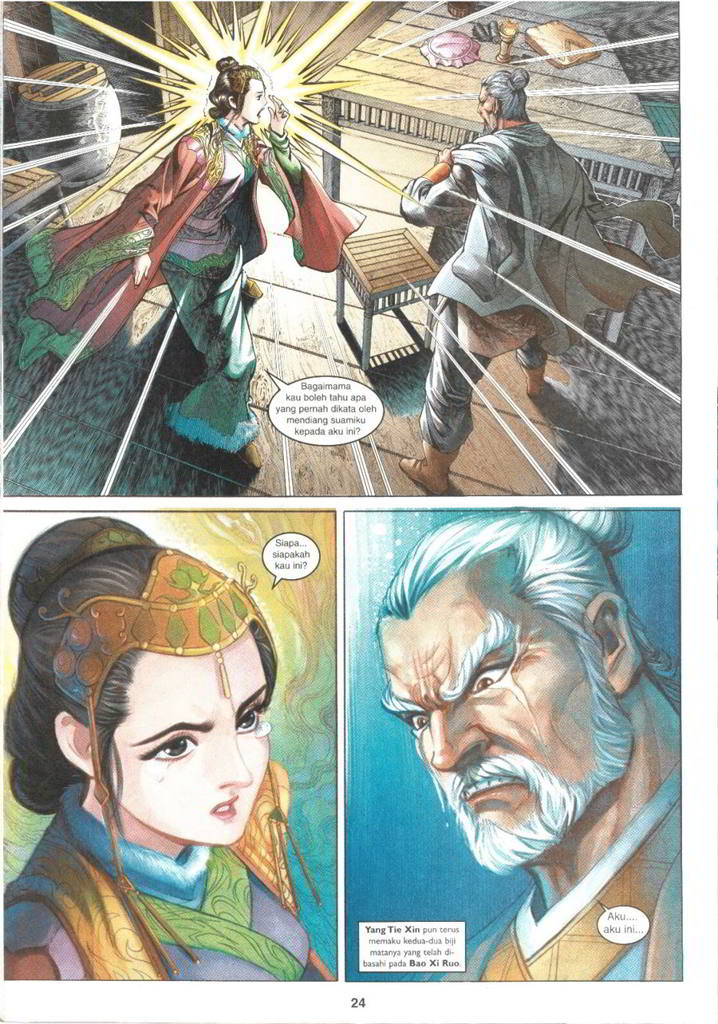 Bagaimama
kau boleh tahu apa
yang pernah dikata oleh
mendiang suamiku
kepada aku ini?
Siapa...
siapakah
kau ini?
Yang Tie Xin pun terus
memaku kedua-dua biji
matanya yang telah di-
basahi pada Bao Xi Ruo.
Aku....
aku ini...
24